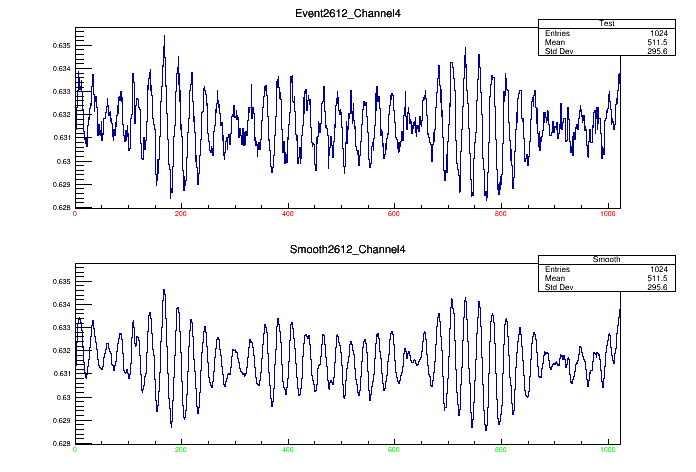 Event2612_Channel4
Test
Entries 1024
Mean 511.5
Std Dev 295.6
0.635
0.634
0.633
0.632
0.631
0.63
0.629
0.628
0 200 400 600 800 1000
Smooth2612_Channel4
Smooth
Entries 1024
Mean 511.5
Std Dev 295.6
0.635
0.634
0.633
0.632
0.631
0.63
0.629
0.628
0 200 400 600 800 1000